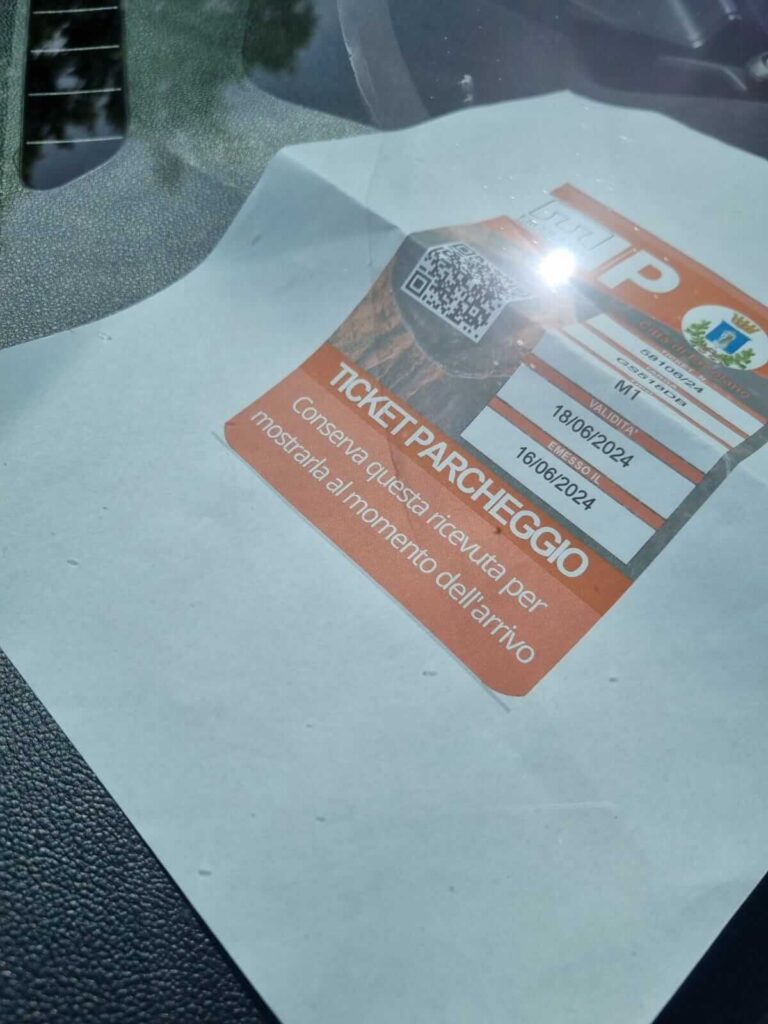 P
58106/24
GS518DB
M1
VALIDITA'
18/06/2024
EMESSO IL
16/06/2024
TICKET PARCHEGGIO
Conserva questa ricevuta per
mostrarla al momento dell'arrivo